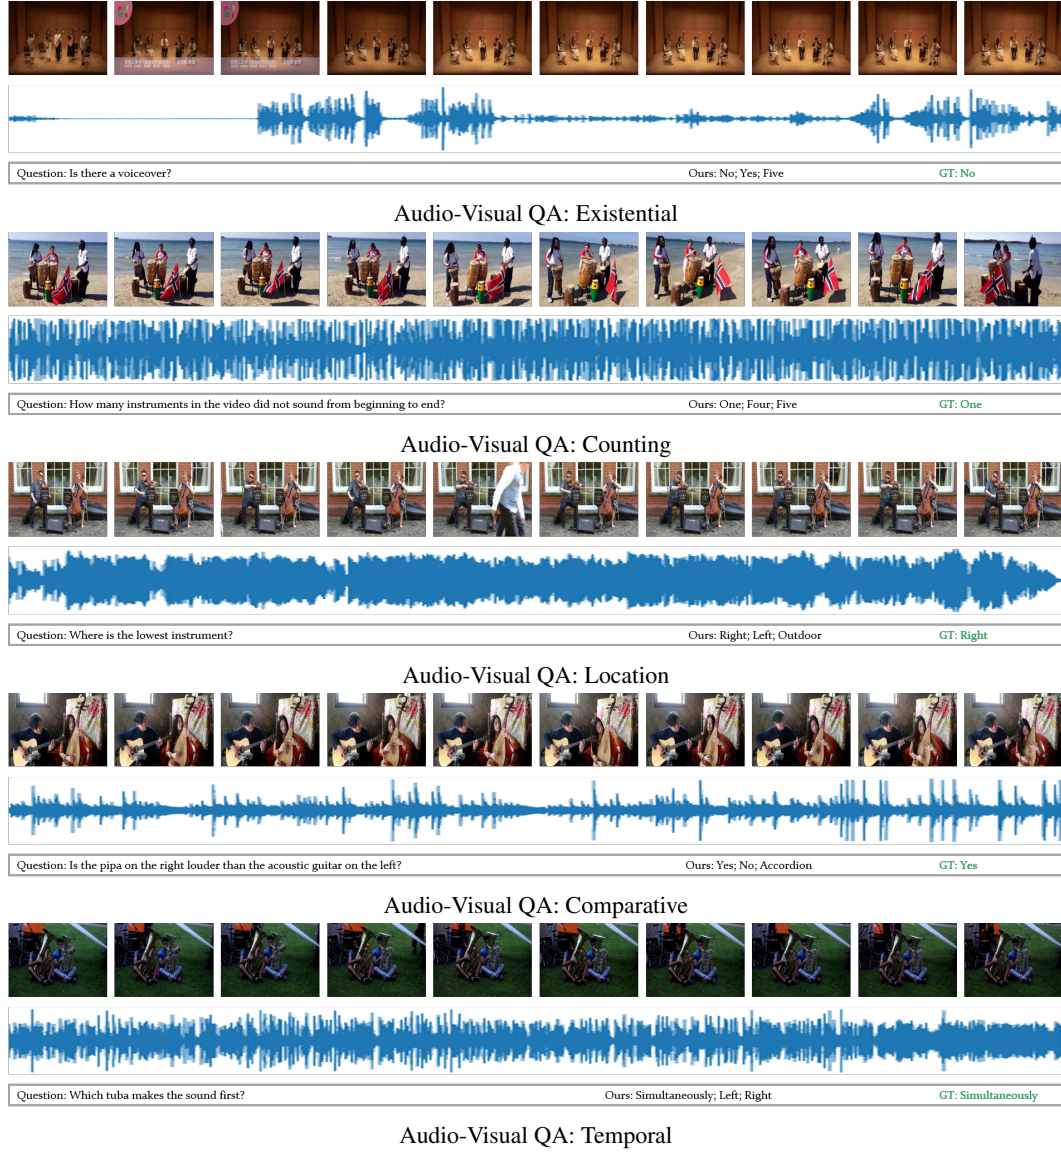 Question: Is there a voiceover? Ours: No; Yes; Five GT: No
Audio-Visual QA: Existential
Question: How many instruments in the video did not sound from beginning to end? Ours: One; Four; Five GT: One
Audio-Visual QA: Counting
Question: Where is the lowest instrument? Ours: Right; Left; Outdoor GT: Right
Audio-Visual QA: Location
Question: Is the pipa on the right louder than the acoustic guitar on the left? Ours: Yes; No; Accordion GT: Yes
Audio-Visual QA: Comparative
Question: Which tuba makes the sound first? Ours: Simultaneously; Left; Right GT: Simultaneously
Audio-Visual QA: Temporal